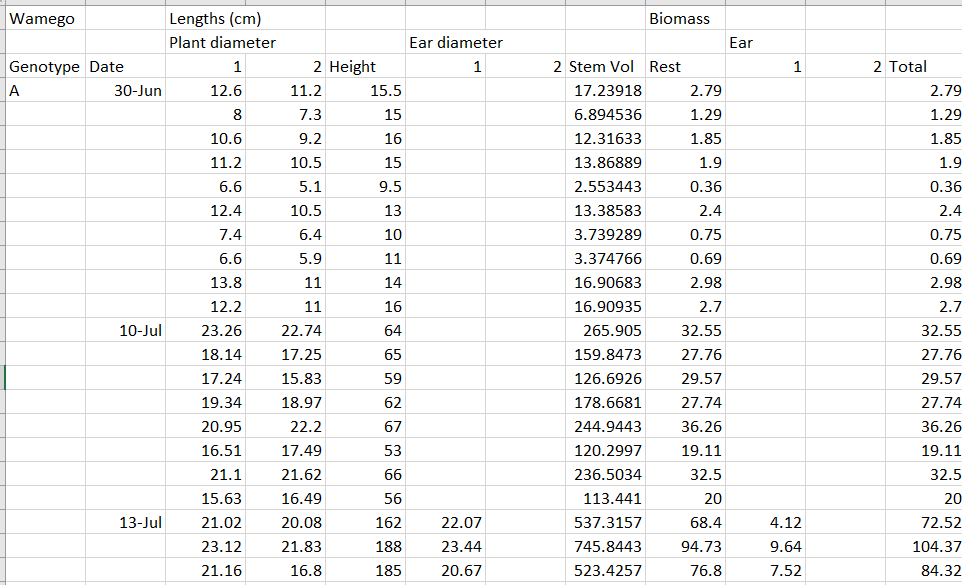 Wamego Lengths (cm) Biomass
Plant diameter Ear diameter Ear
Genotype Date 1 2 Height 1 2 Stem Vol Rest 1 2 Total
A 30-Jun 12.6 11.2 15.5 17.23918 2.79 2.79
8 7.3 15 6.894536 1.29 1.29
10.6 9.2 16 12.31633 1.85 1.85
11.2 10.5 15 13.86889 1.9 1.9
6.6 5.1 9.5 2.553443 0.36 0.36
12.4 10.5 13 13.38583 2.4 2.4
7.4 6.4 10 3.739289 0.75 0.75
6.6 5.9 11 3.374766 0.69 0.69
13.8 11 14 16.90683 2.98 2.98
12.2 11 16 16.90935 2.7 2.7
10-Jul 23.26 22.74 64 265.905 32.55 32.55
18.14 17.25 65 159.8473 27.76 27.76
17.24 15.83 59 126.6926 29.57 29.57
19.34 18.97 62 178.6681 27.74 27.74
20.95 22.2 67 244.9443 36.26 36.26
16.51 17.49 53 120.2997 19.11 19.11
21.1 21.62 66 236.5034 32.5 32.5
15.63 16.49 56 113.441 20 20
13-Jul 21.02 20.08 162 22.07 537.3157 68.4 4.12 72.52
23.12 21.83 188 23.44 745.8443 94.73 9.64 104.37
21.16 16.8 185 20.67 523.4257 76.8 7.52 84.32